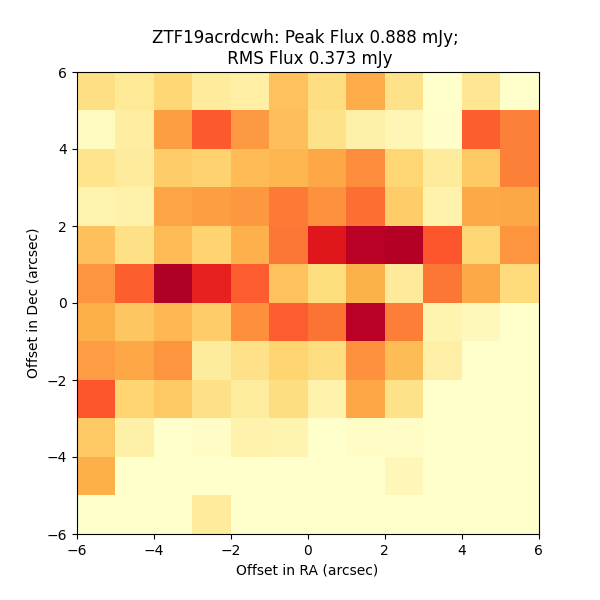 ZTF19acrdcwh: Peak Flux 0.888 mJy;
RMS Flux 0.373 mJy
6
4
2
0
−2
−4
−6
Offset in Dec (arcsec)
−6 −4 −2 0 2 4 6
Offset in RA (arcsec)